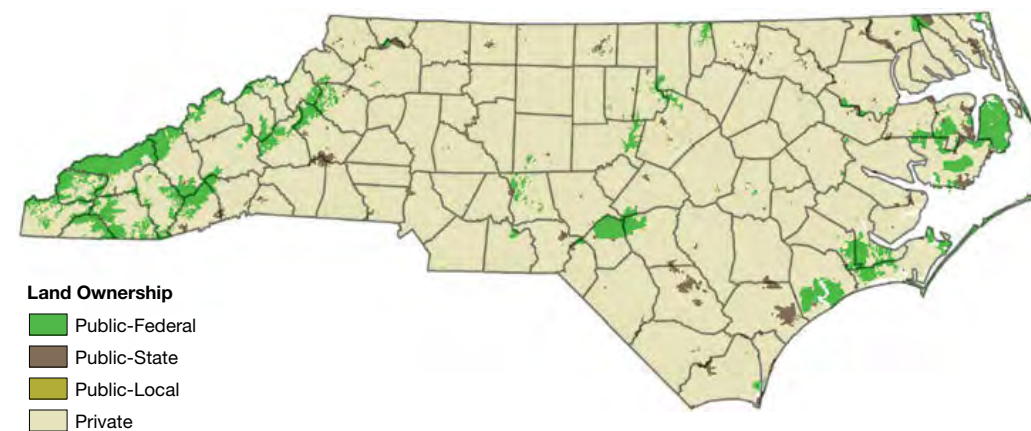 Land Ownership
Public-Federal
Public-State
Public-Local
Private